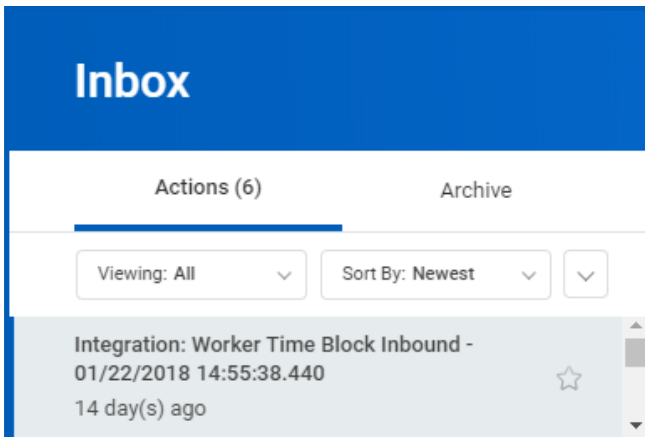 Inbox
Actions (6)
Archive
Viewing: All
Sort By: Newest
Integration: Worker Time Block Inbound -
01/22/2018 14:55:38.440
14 day(s) ago